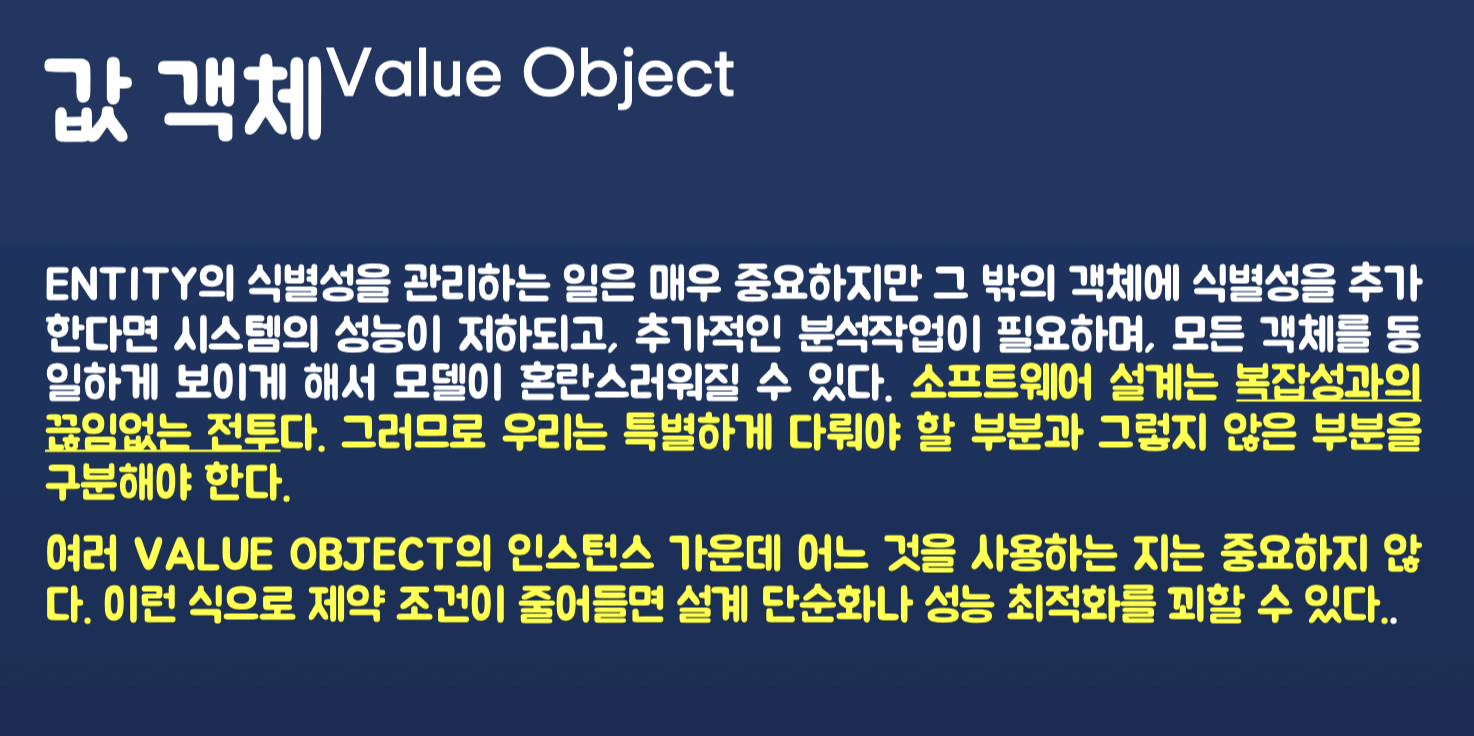 값 객체Value Object
ENTITY의 식별성을 관리하는 일은 매우 중요하지만 그 밖의 객체에 식별성을 추가
한다면 시스템의 성능이 저하되고, 추가적인 분석작업이 필요하며, 모든 객체를 동
일하게 보이게 해서 모델이 혼란스러워질 수 있다. 소프트웨어 설계는 복잡성과의
끊임없는 전투다. 그러므로 우리는 특별하게 다뤄야 할 부분과 그렇지 않은 부분을
구분해야 한다.
여러 VALUE OBJECT의 인스턴스 가운데 어느 것을 사용하는 지는 중요하지 않
다. 이런 식으로 제약 조건이 줄어들면 설계 단순화나 성능 최적화를 꾀할 수 있다..